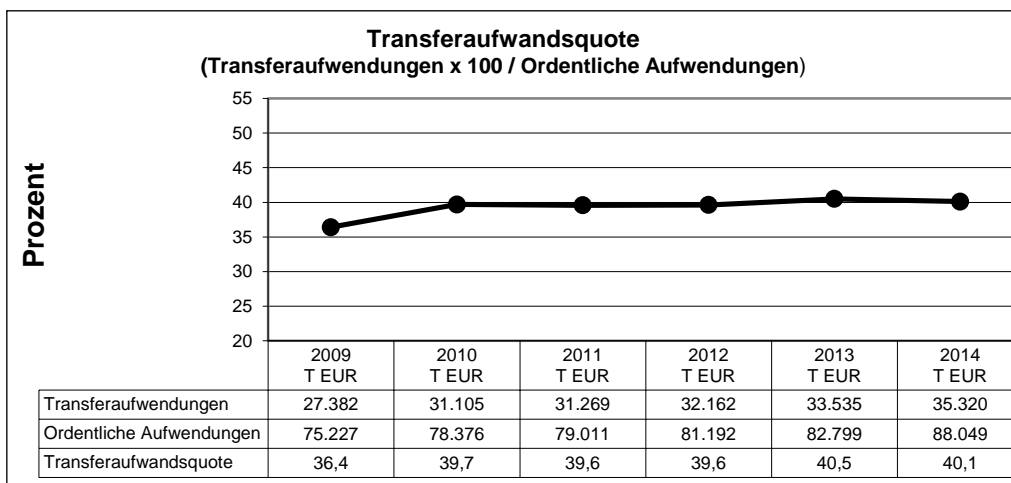 Transferaufwandsquote
(Transferaufwendungen x 100 / Ordentliche Aufwendungen)
Prozent
55
50
45
40
35
30
25
20
2009 2010 2011 2012 2013 2014
T EUR T EUR T EUR T EUR T EUR T EUR
Transferaufwendungen 27.382 31.105 31.269 32.162 33.535 35.320
Ordentliche Aufwendungen 75.227 78.376 79.011 81.192 82.799 88.049
Transferaufwandsquote 36,4 39,7 39,6 39,6 40,5 40,1